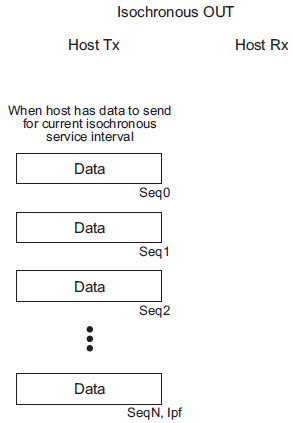 Isochronous OUT
Host Tx
Host Rx
When host has data to send
for current isochronous
service interval
Data
Seq0
Data
Seq1
Data
Seq2
Data
SeqN, lpf